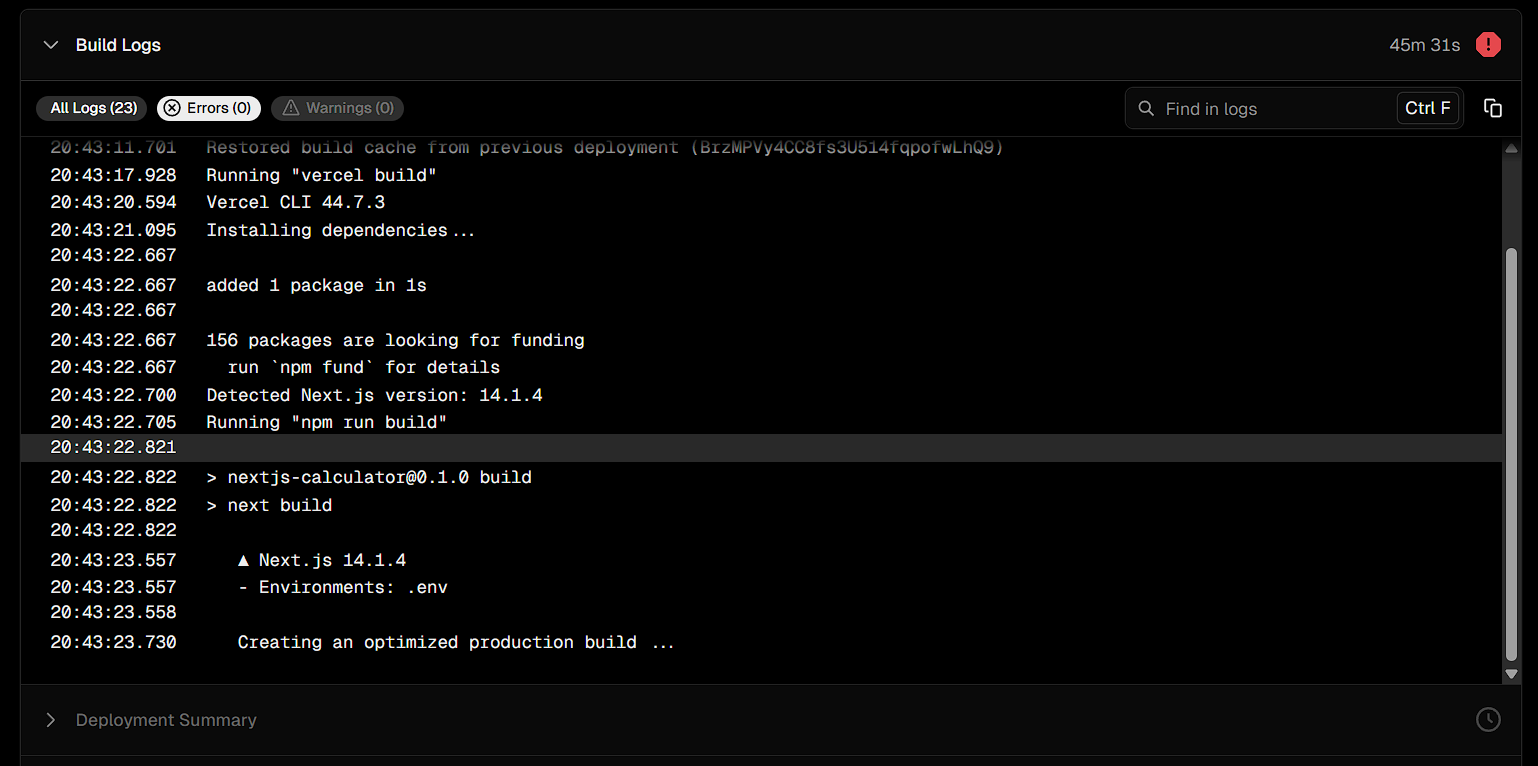 Build Logs 45m 31s
All Logs (23) Errors (0) Warnings (0) Find in logs Ctrl F
20:43:11.701 Restored build cache from previous deployment (BrzMPVy4CC8fs3U514fqpofwLhQ9)
20:43:17.928 Running "vercel build"
20:43:20.594 Vercel CLI 44.7.3
20:43:21.095 Installing dependencies...
20:43:22.667
20:43:22.667 added 1 package in 1s
20:43:22.667
20:43:22.667 156 packages are looking for funding
20:43:22.667 run `npm fund` for details
20:43:22.700 Detected Next.js version: 14.1.4
20:43:22.705 Running "npm run build"
20:43:22.821
20:43:22.822 > nextjs-calculator@0.1.0 build
20:43:22.822 > next build
20:43:22.822
20:43:23.557 ▲ Next.js 14.1.4
20:43:23.557 - Environments: .env
20:43:23.558
20:43:23.730 Creating an optimized production build ...
Deployment Summary